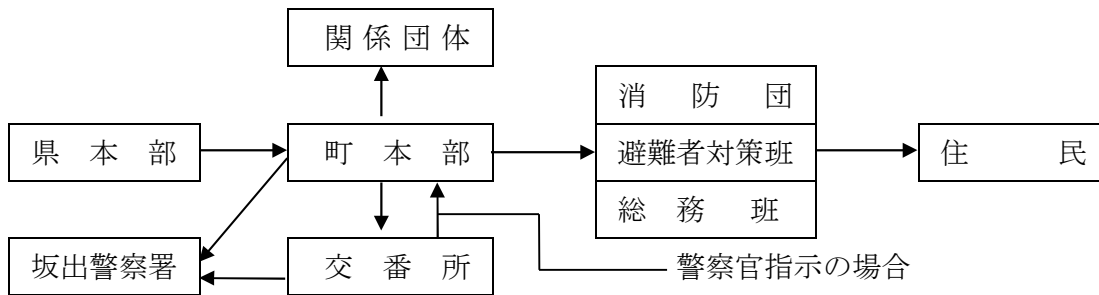 関係団体
消防団
県本部
町本部
避難者対策班
住民
総務班
坂出警察署
交番所
警察官指示の場合